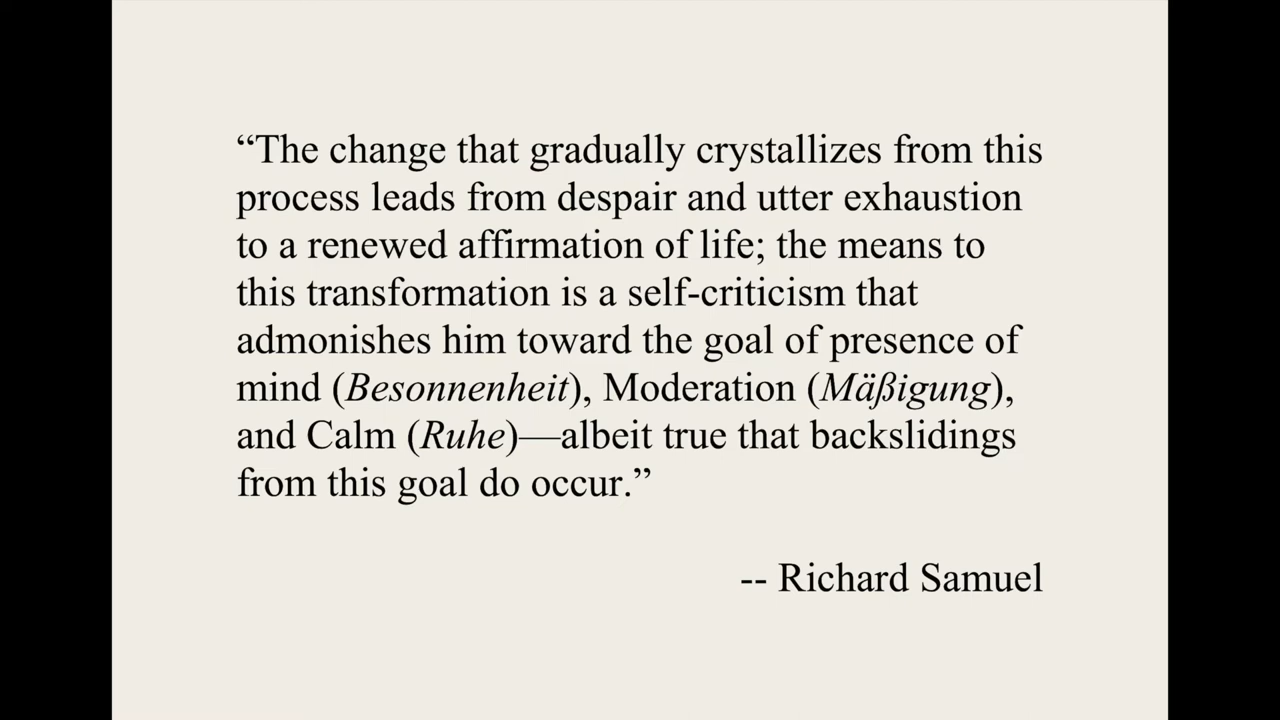 “The change that gradually crystallizes from this
process leads from despair and utter exhaustion
to a renewed affirmation of life; the means to
this transformation is a self-criticism that
admonishes him toward the goal of presence of
mind (Besonnenheit), Moderation (Mäßigung),
and Calm (Ruhe)—albeit true that backslidings
from this goal do occur.”
-- Richard Samuel